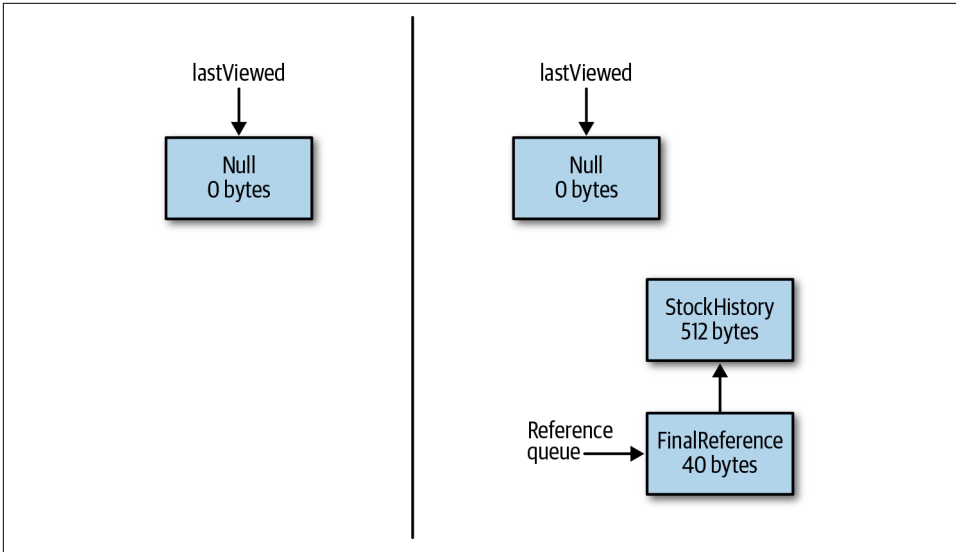 lastViewed
Null
0 bytes
lastViewed
Null
0 bytes
StockHistory
512 bytes
Reference
queue
FinalReference
40 bytes